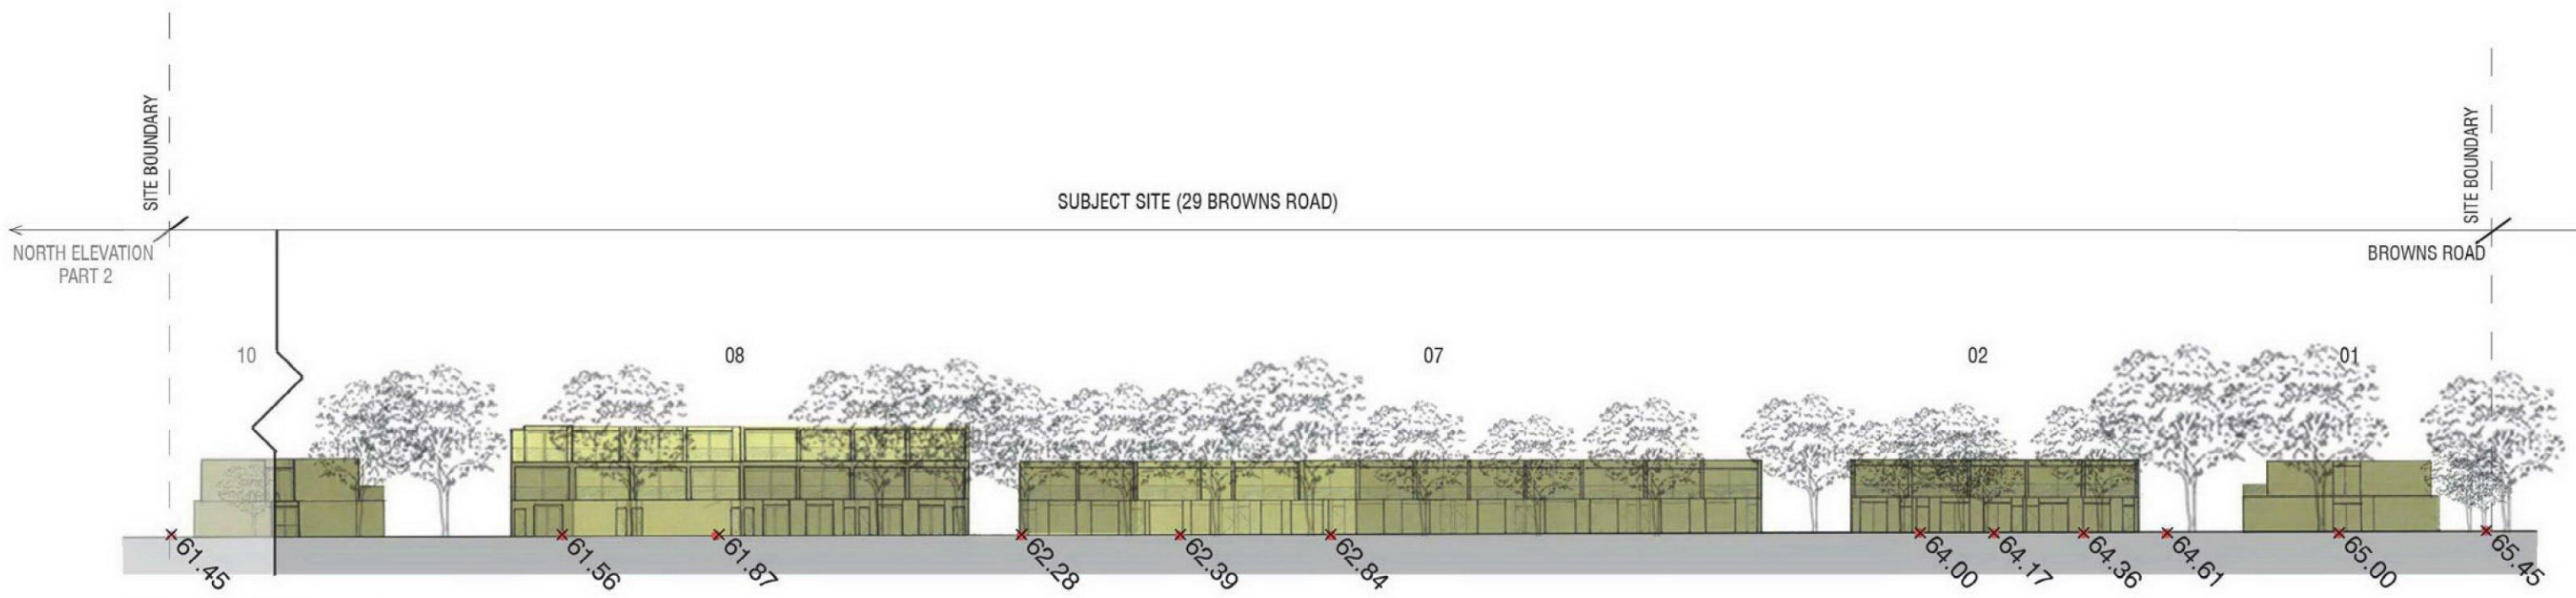 SITE BOUNDARY
SITE BOUNDARY
SUBJECT SITE (29 BROWNS ROAD)
NORTH ELEVATION
PART 2
BROWNS ROAD
10
08
07
02
01
61.45
61.56
61.87
62.28
62.39
62.84
64.00
64.17
64.36
64.61
65.00
65.45